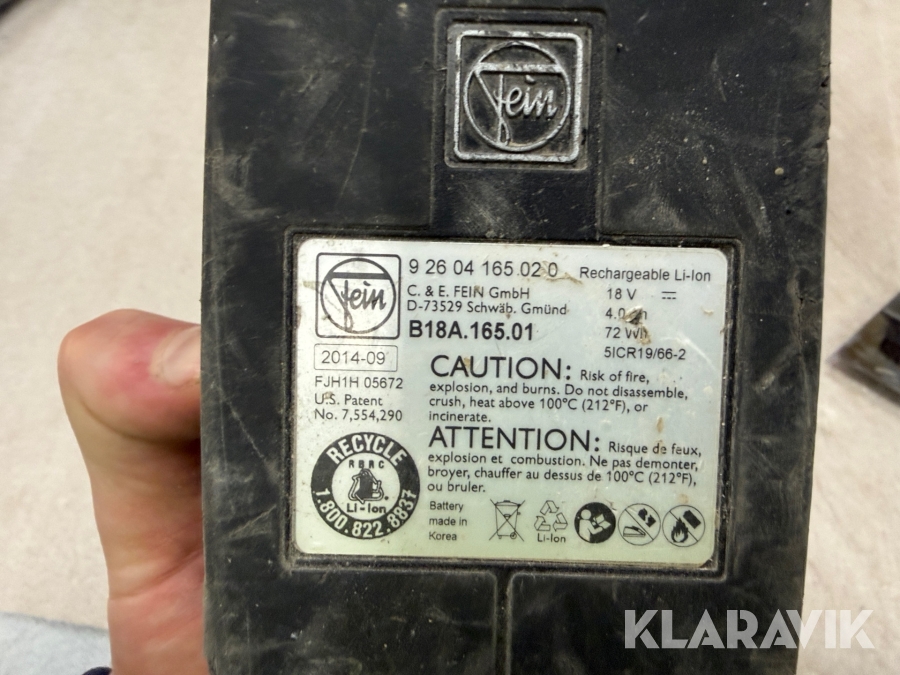 Fein
Fein
9 26 04 165 02 0
C. & E. FEIN GmbH
D-73529 Schwäb. Gmünd
B18A.165.01
Rechargeable Li-Ion
18 V
4.0
72 Wh
5ICR19/66-2
2014-09
FJH1H 05672
U.S. Patent
No. 7,554,290
CAUTION: Risk of fire,
explosion, and burns. Do not disassemble,
crush, heat above 100°C (212°F), or
incinerate.
ATTENTION: Risque de feux,
explosion et combustion. Ne pas demonter,
broyer, chauffer au dessus de 100°C (212°F),
ou bruler.
RECYCLE
RBRC
Li-Ion
1.800.822.8837
Battery
made in
Korea
Li-Ion
KLARAVIK